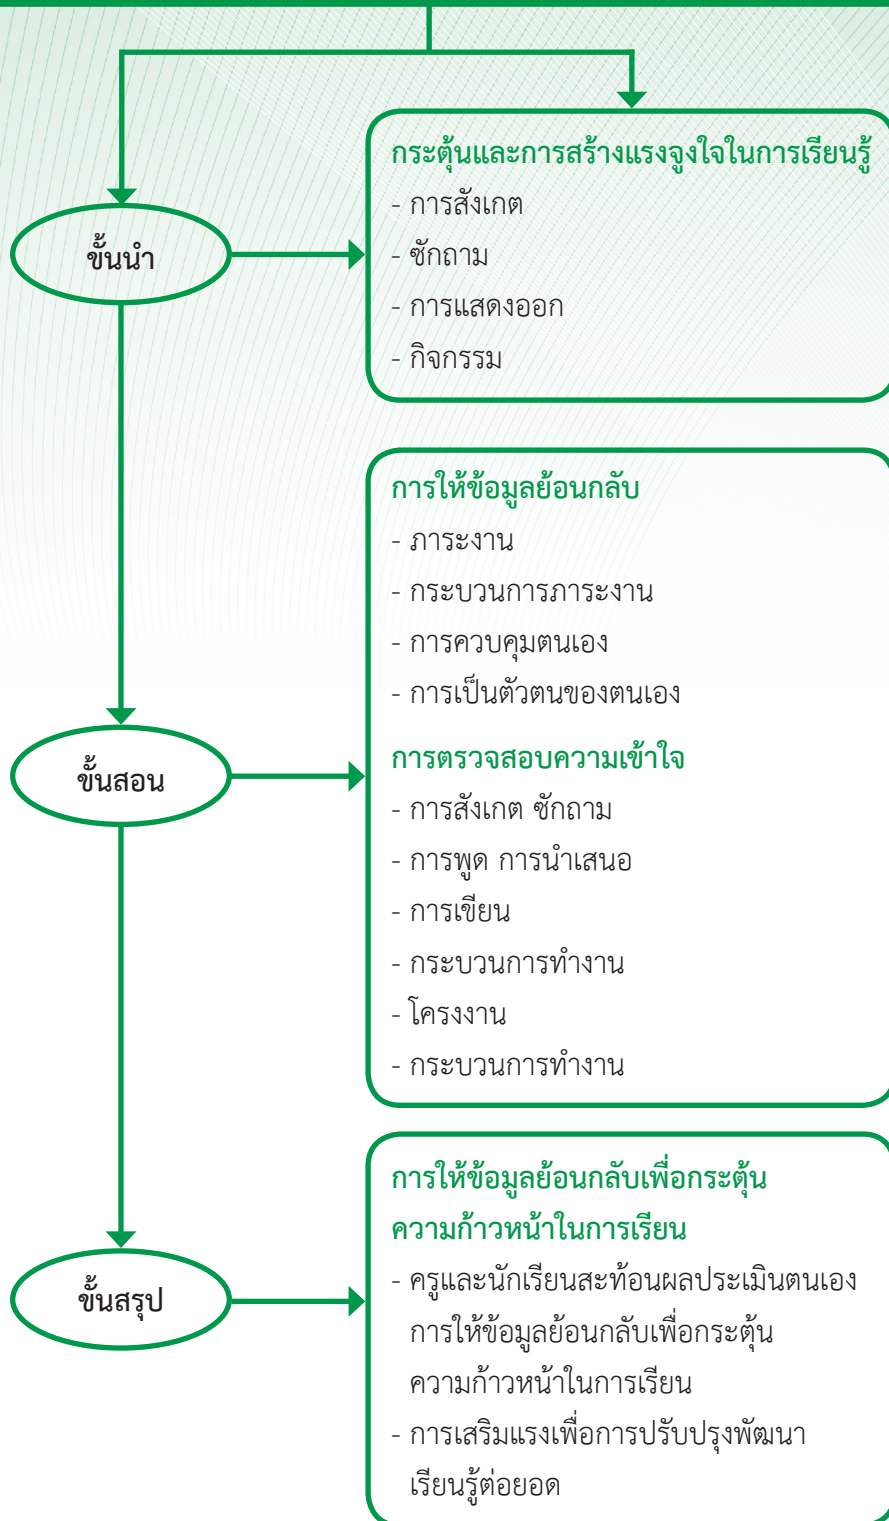 ขั้นนำ
กระตุ้นและการสร้างแรงจูงใจในการเรียนรู้
- การสังเกต
- ซักถาม
- การแสดงออก
- กิจกรรม
ขั้นสอน
การให้ข้อมูลย้อนกลับ
- ภาระงาน
- กระบวนการภาระงาน
- การควบคุมตนเอง
- การเป็นตัวตนของตนเอง
การตรวจสอบความเข้าใจ
- การสังเกต ซักถาม
- การพูด การนำเสนอ
- การเขียน
- กระบวนการทำงาน
- โครงงาน
- กระบวนการทำงาน
ขั้นสรุป
การให้ข้อมูลย้อนกลับเพื่อกระตุ้น
ความก้าวหน้าในการเรียน
- ครูและนักเรียนสะท้อนผลประเมินตนเอง
การให้ข้อมูลย้อนกลับเพื่อกระตุ้น
ความก้าวหน้าในการเรียน
- การเสริมแรงเพื่อการปรับปรุงพัฒนา
เรียนรู้ต่อยอด